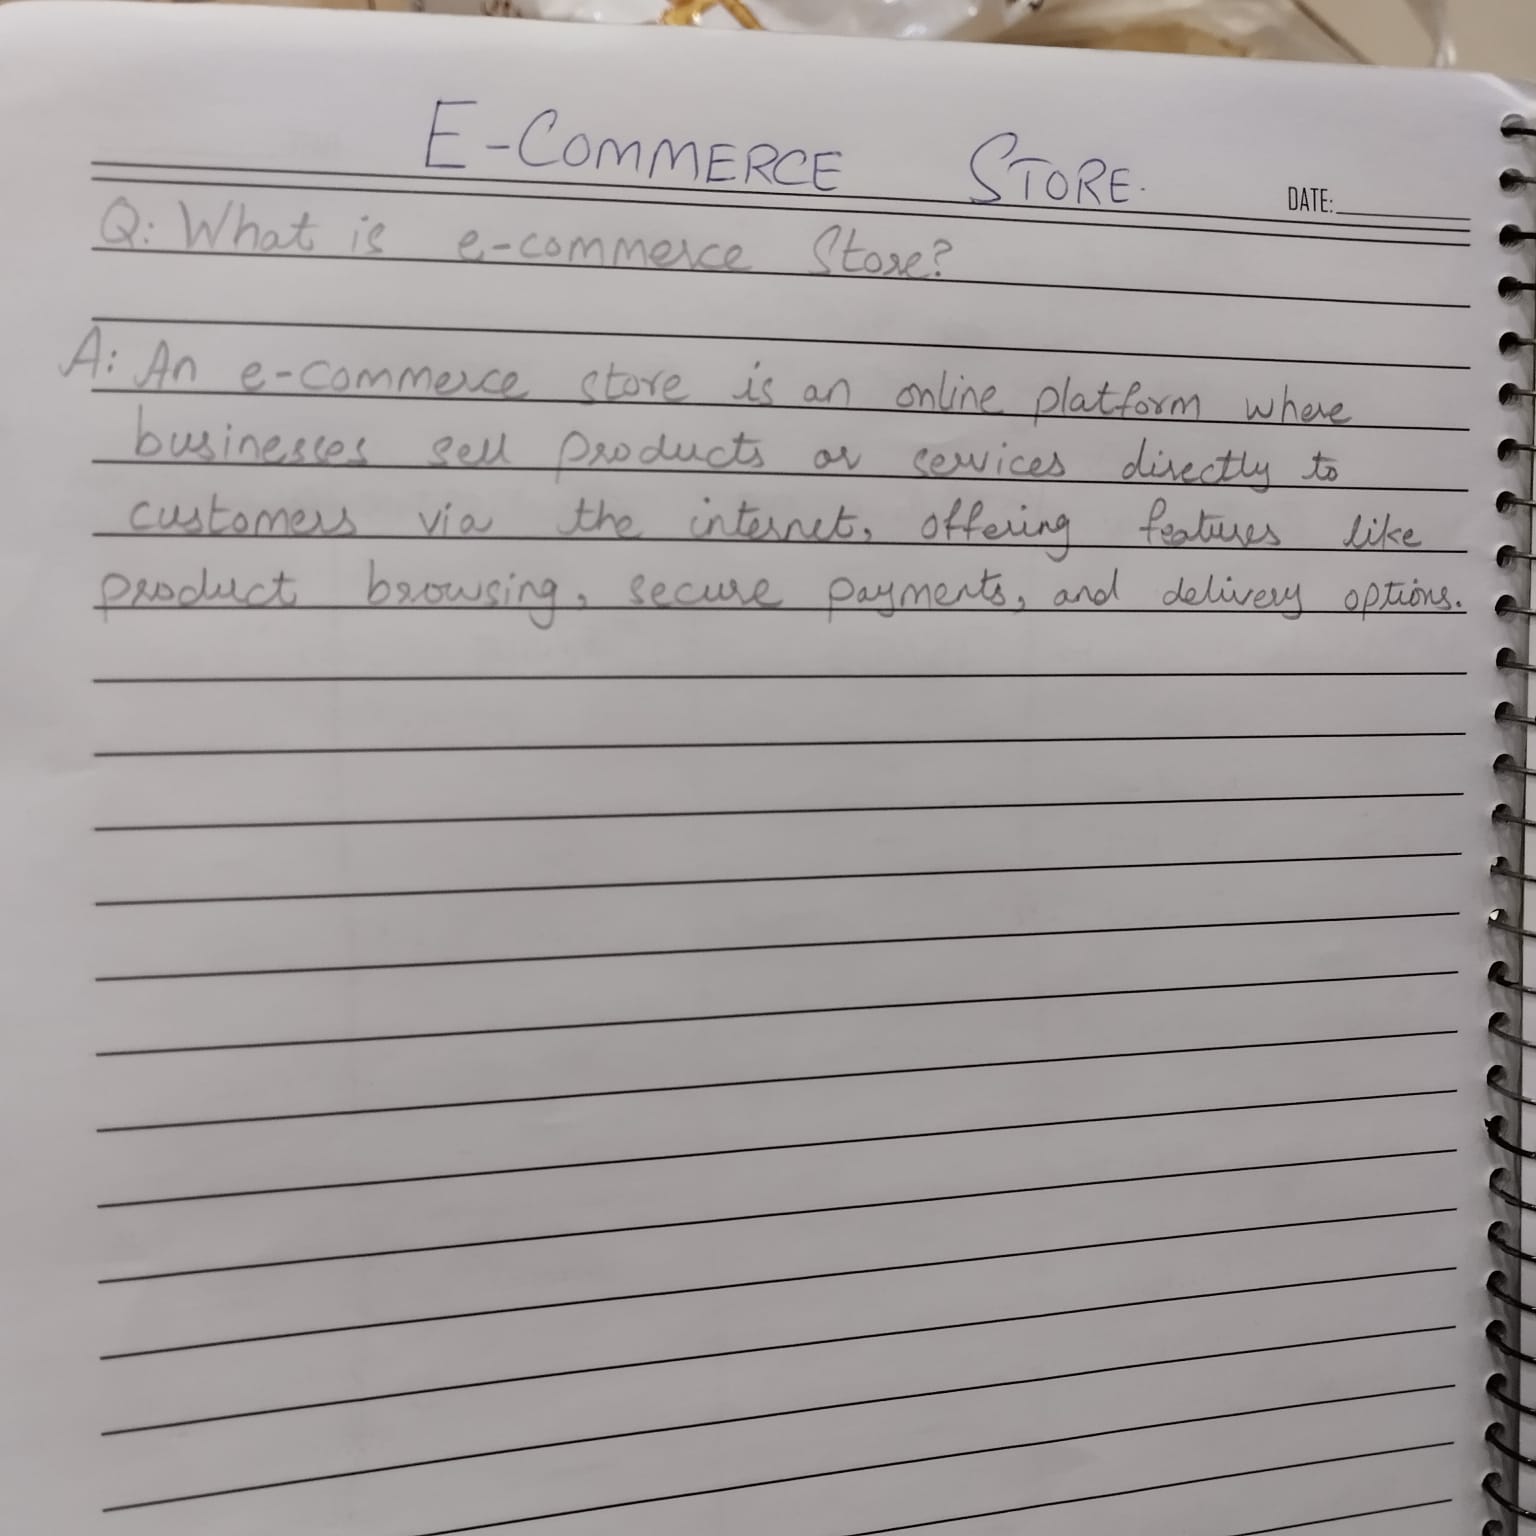 E-COMMERCE STORE.
DATE:
Q: What is e-commerce Store?
A: An e-commerce store is an online platform where
businesses sell products or services directly to
customers via the internet, offering features like
product browsing, secure payments, and delivery options.